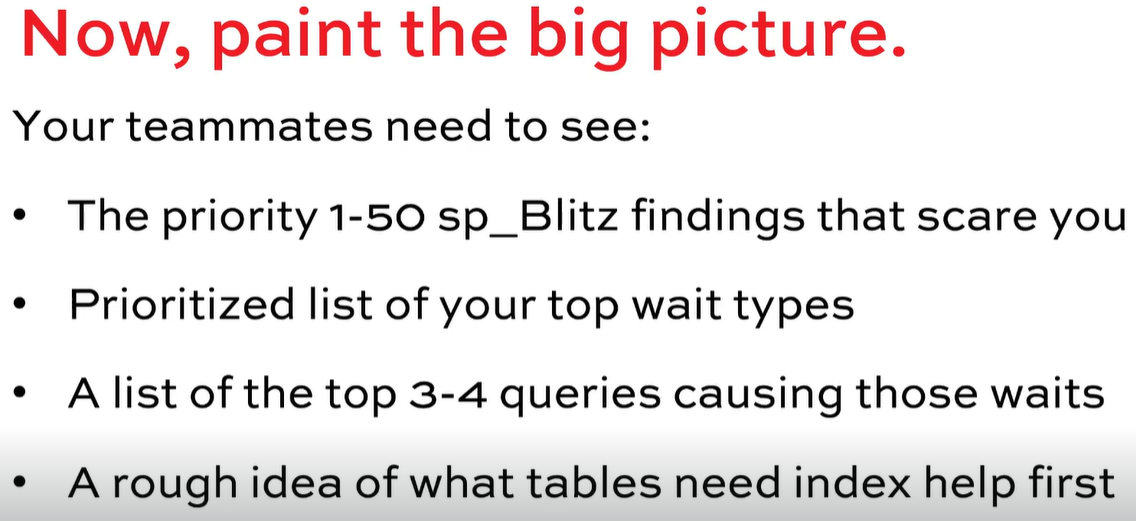 Now, paint the big picture.
Your teammates need to see:
• The priority 1-50 sp_Blitz findings that scare you
• Prioritized list of your top wait types
• A list of the top 3-4 queries causing those waits
• A rough idea of what tables need index help first